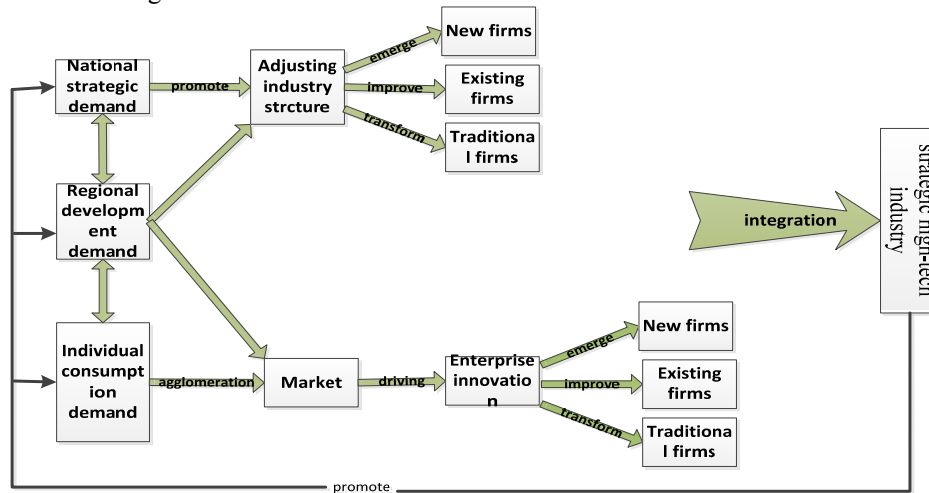 New firms
emerge
National
strategic
demand
promote
Adjusting
industry
strcture
improve
Existing
firms
transform
Traditiona
l firms
Regional
developm
ent
demand
integration
strategic high-tech
industry
Individual
consumpt
ion
demand
agglomeration
Market
driving
Enterprise
innovatio
n
emerge
New firms
improve
Existing
firms
transform
Traditiona
l firms
promote